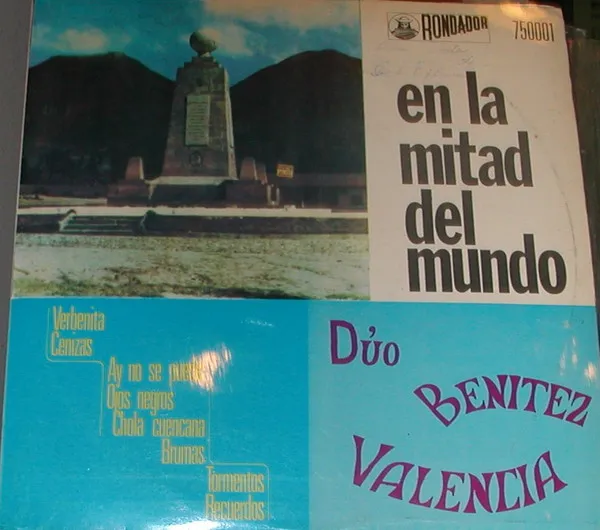 RONDADOR
750001
en la
mitad
del
mundo
Verbenita
Cenizas
Ay no se puede
Ojos negros
Chola cuencana
Brumas
Tormentos
Recuerdos
Dúo
BENITEZ
VALENCIA